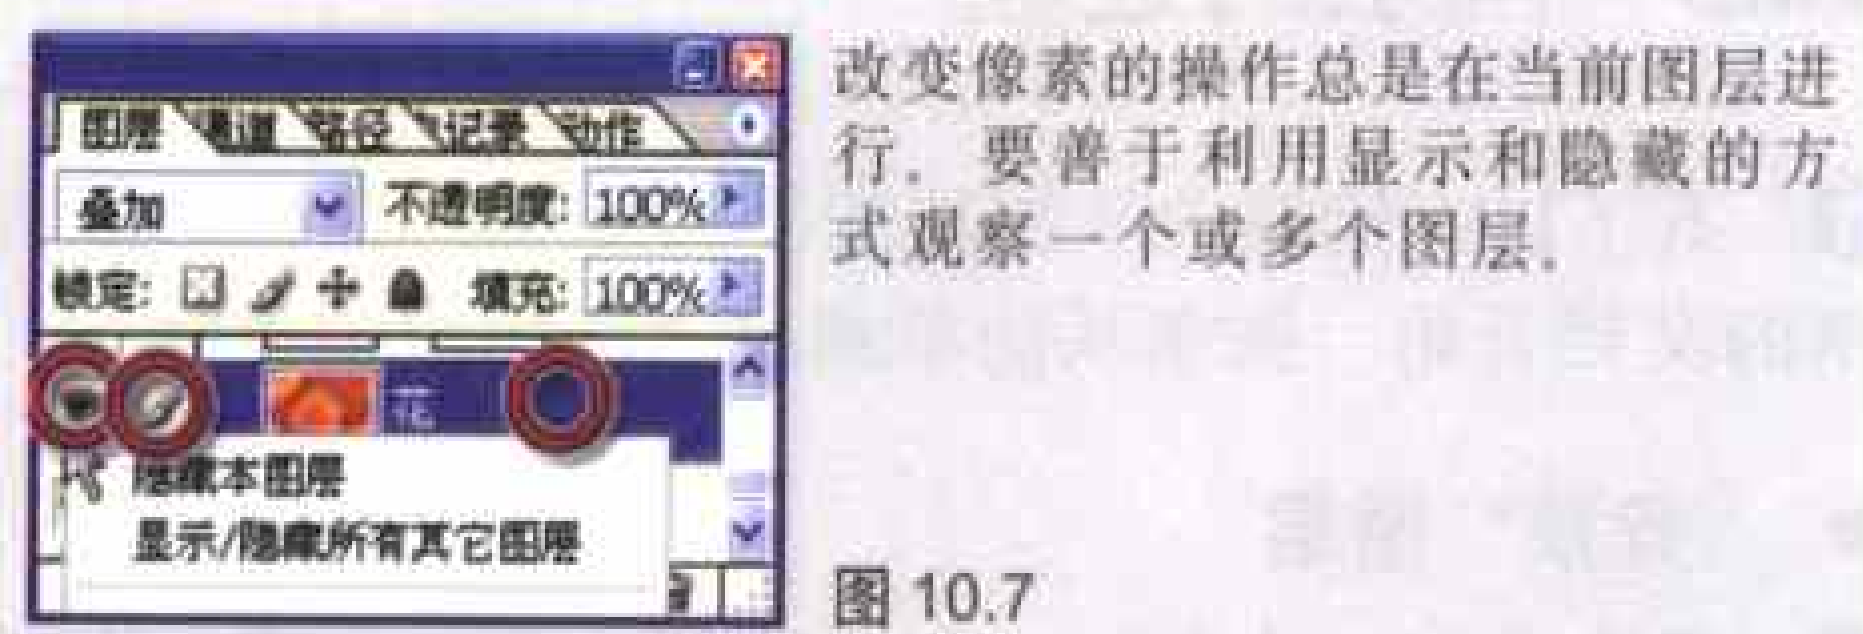 图层 通道 路径 记录 动作
叠加 不透明度: 100%
锁定: 填充: 100%
花
隐藏本图层
显示/隐藏所有其它图层
改变像素的操作总是在当前图层进
行。要善于利用显示和隐藏的方
式观察一个或多个图层。
图 10.7